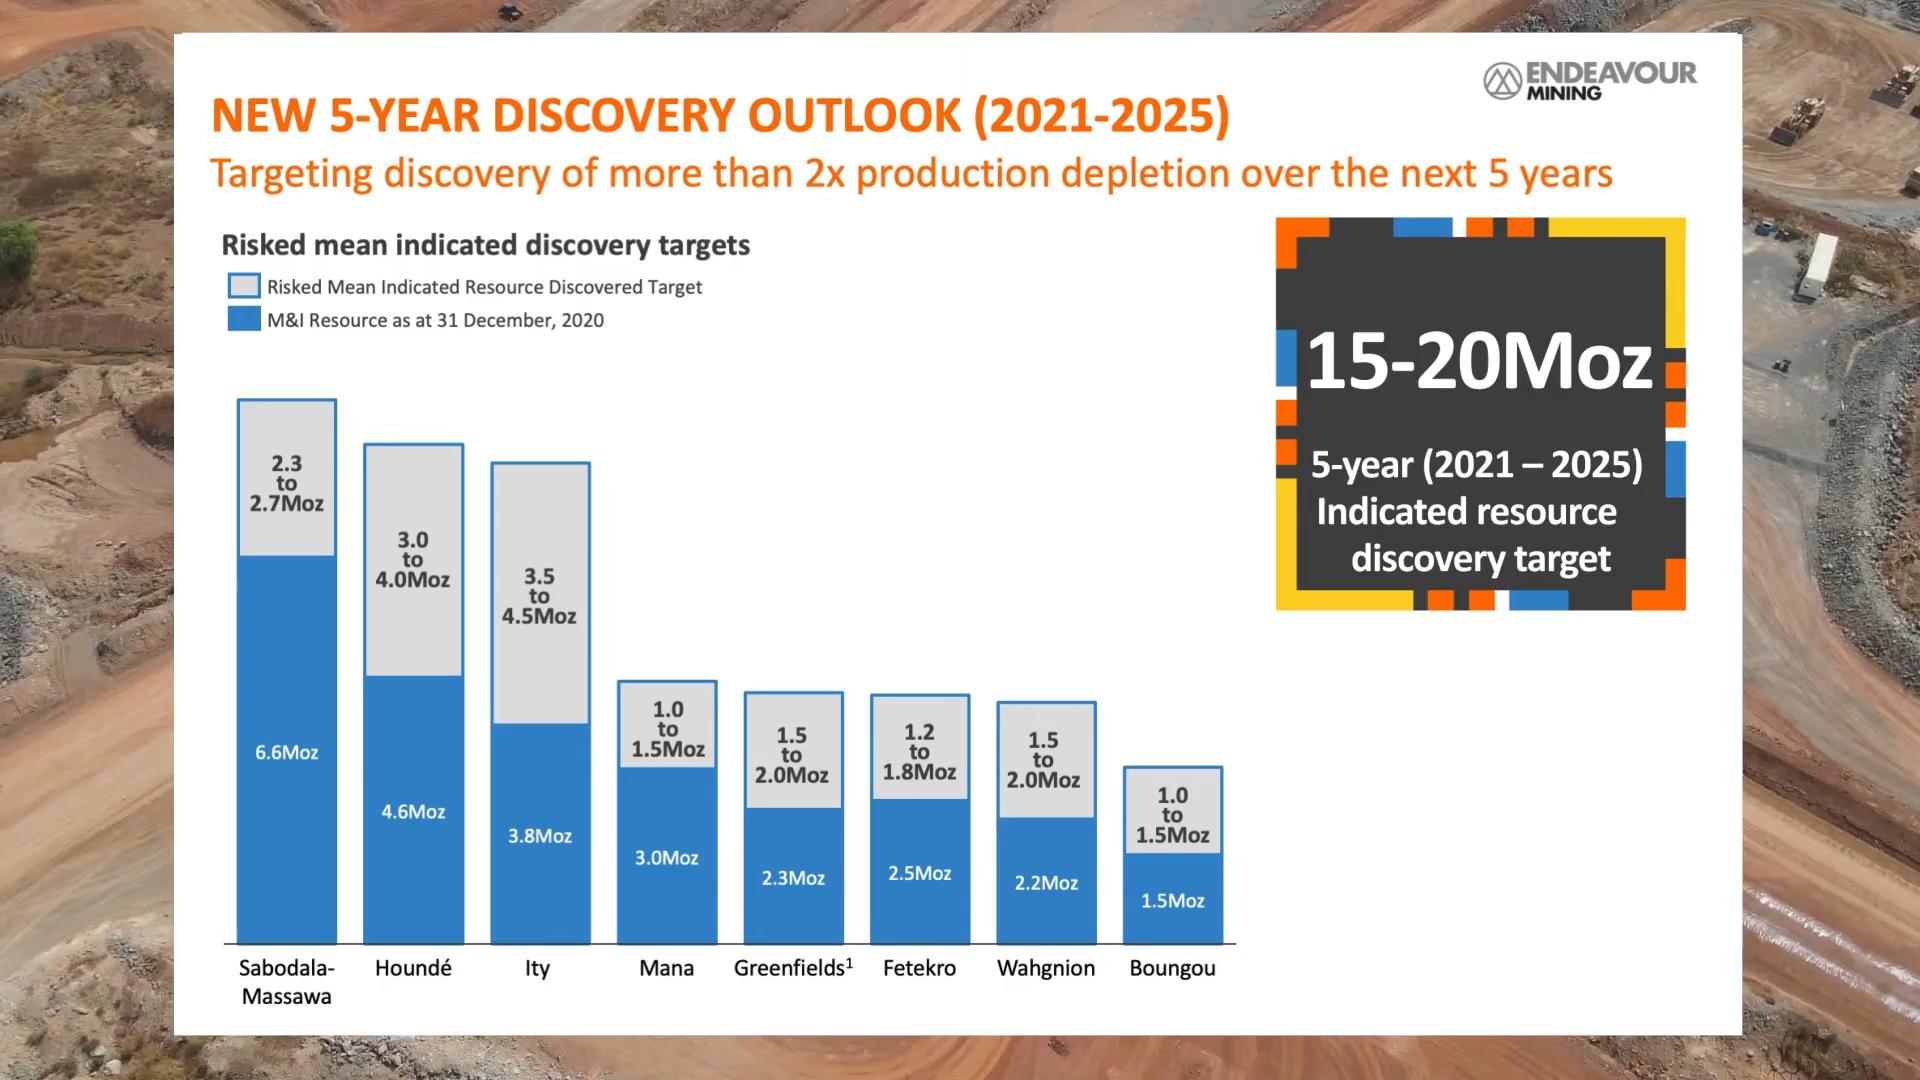 ENDEAVOUR
MINING
NEW 5-YEAR DISCOVERY OUTLOOK (2021-2025)
Targeting discovery of more than 2x production depletion over the next 5 years
Risked mean indicated discovery targets
Risked Mean Indicated Resource Discovered Target
M&I Resource as at 31 December, 2020
15-20Moz
5-year (2021 – 2025)
Indicated resource
discovery target
2.3
to
2.7Moz
6.6Moz
3.0
to
4.0Moz
4.6Moz
3.5
to
4.5Moz
3.8Moz
1.0
to
1.5Moz
3.0Moz
1.5
to
2.0Moz
2.3Moz
1.2
to
1.8Moz
2.5Moz
1.5
to
2.0Moz
2.2Moz
1.0
to
1.5Moz
1.5Moz
Sabodala-
Massawa
Houndé
Ity
Mana
Greenfields¹
Fetekro
Wahgnion
Boungou